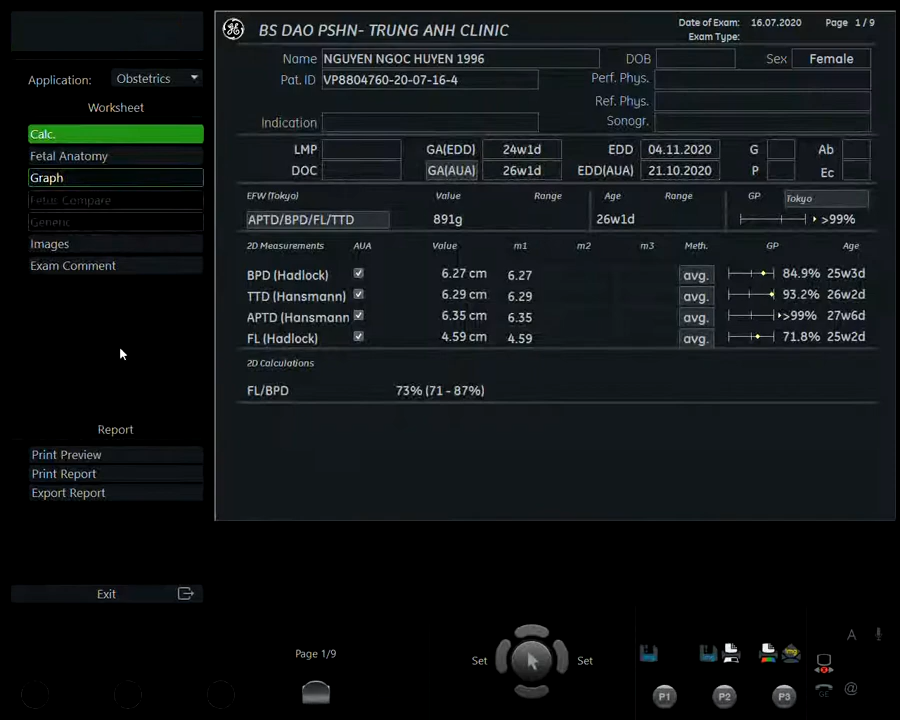 BS DAO PSHN- TRUNG ANH CLINIC
Date of Exam: 16.07.2020 Page 1 / 9
Exam Type:
Application: Obstetrics
Worksheet
Calc.
Fetal Anatomy
Graph
Fetus Compare
Generic
Images
Exam Comment
Report
Print Preview
Print Report
Export Report
Exit
Name NGUYEN NGOC HUYEN 1996 DOB Sex Female
Pat. ID VP8804760-20-07-16-4 Perf. Phys.
Ref. Phys.
Indication Sonogr.
LMP GA(EDD) 24w1d EDD 04.11.2020 G Ab
DOC GA(AUA) 26w1d EDD(AUA) 21.10.2020 P Ec
EFW (Tokyo) Value Range Age Range GP Tokyo
APTD/BPD/FL/TTD 891g 26w1d >99%
2D Measurements AUA Value m1 m2 m3 Meth. GP Age
BPD (Hadlock) 6.27 cm 6.27 avg. 84.9% 25w3d
TTD (Hansmann) 6.29 cm 6.29 avg. 93.2% 26w2d
APTD (Hansmann 6.35 cm 6.35 avg. >99% 27w6d
FL (Hadlock) 4.59 cm 4.59 avg. 71.8% 25w2d
2D Calculations
FL/BPD 73% (71 - 87%)
Page 1/9
Set Set
P1 P2 P3
A
@